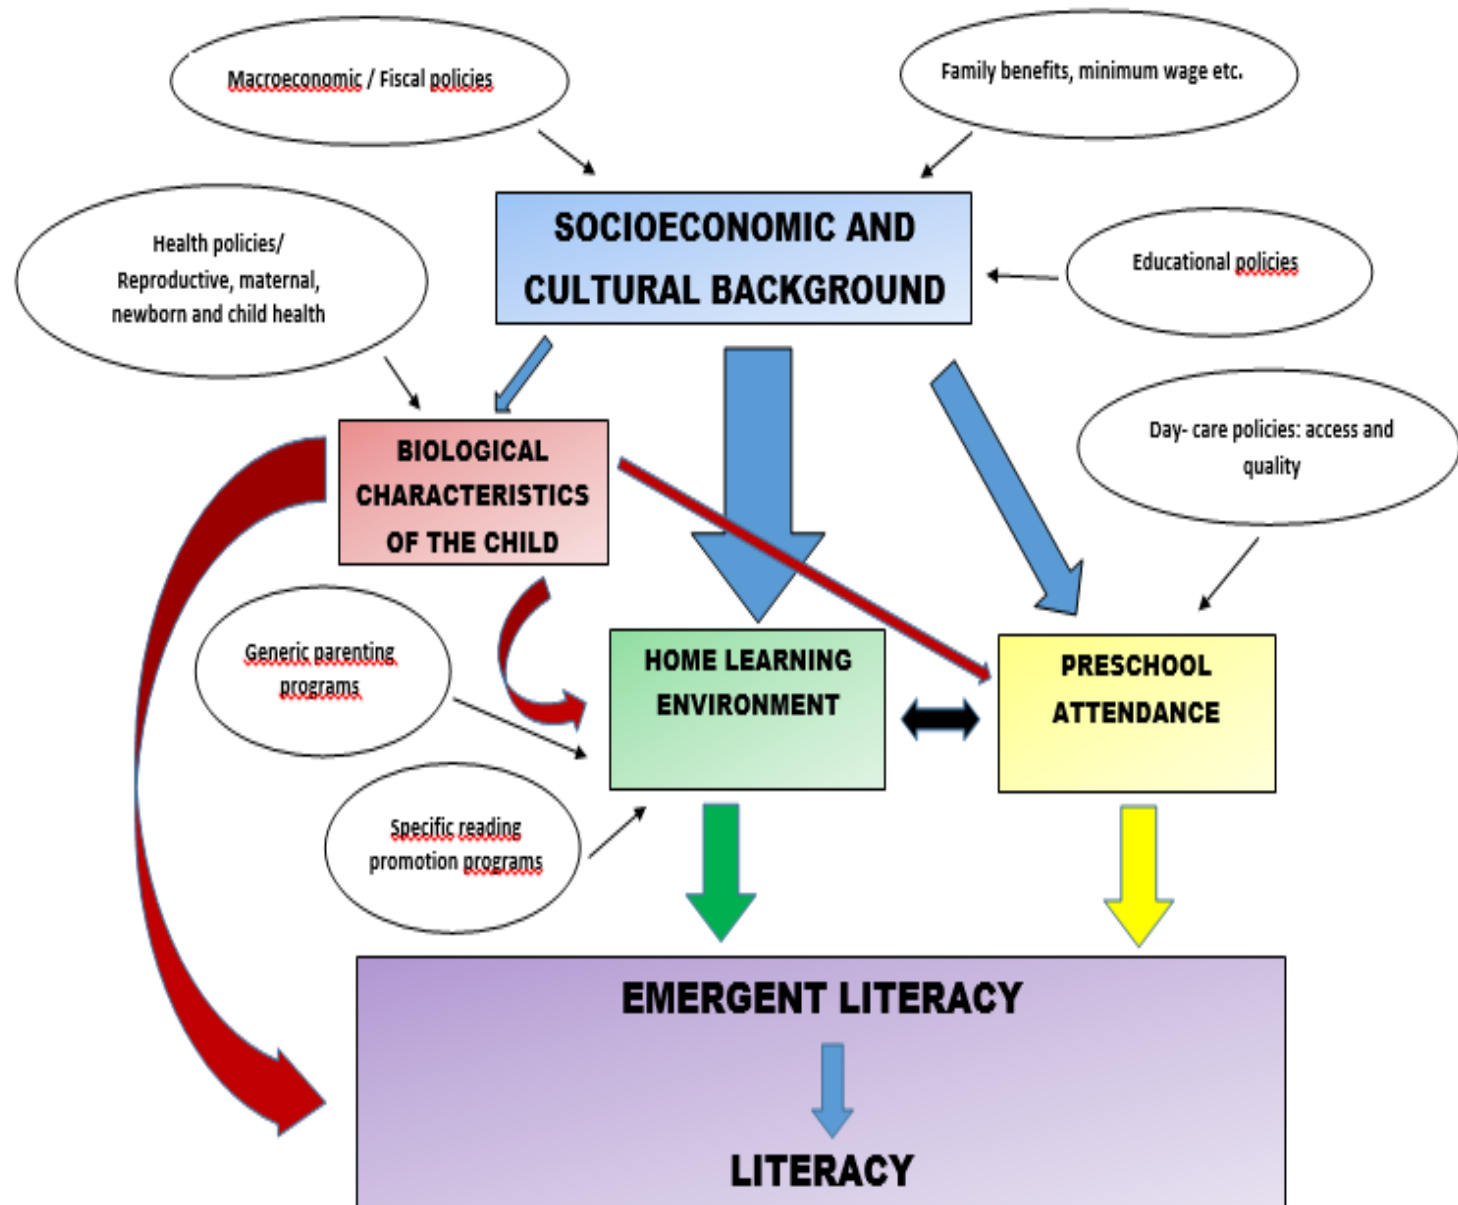 Macroeconomic / Fiscal policies
Family benefits, minimum wage etc.
SOCIOECONOMIC AND
CULTURAL BACKGROUND
Health policies/
Reproductive, maternal,
newborn and child health
Educational policies
Day- care policies: access and
quality
BIOLOGICAL
CHARACTERISTICS
OF THE CHILD
Generic parenting
programs
HOME LEARNING
ENVIRONMENT
PRESCHOOL
ATTENDANCE
Specific reading
promotion programs
EMERGENT LITERACY
LITERACY